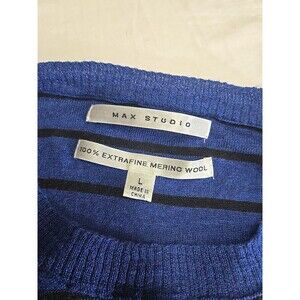 MAX STUDIO
100% EXTRAFINE MERINO WOOL
L
MADE IN
CHINA